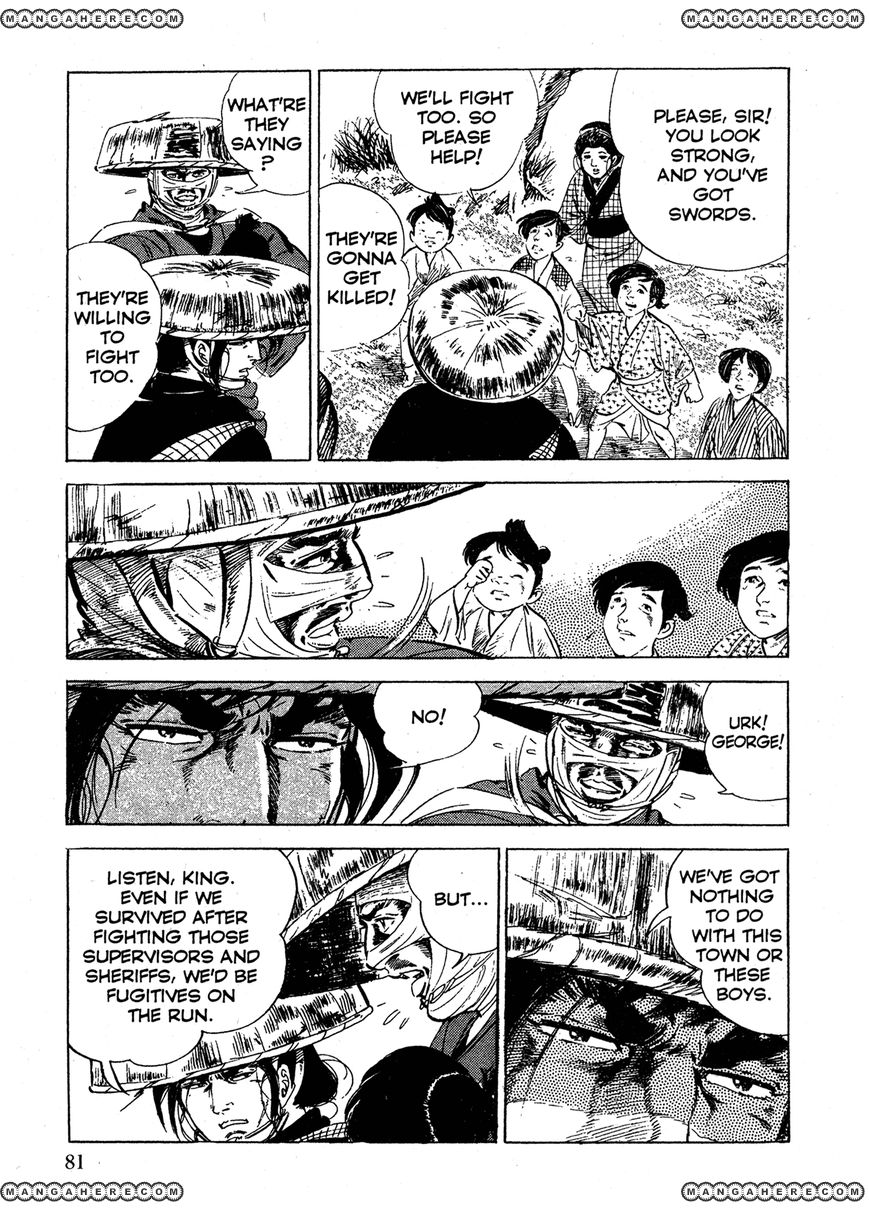 MANGAHERE.COM
MANGAHERE.COM
PLEASE, SIR!
YOU LOOK
STRONG,
AND YOU'VE
GOT
SWORDS.
WE'LL FIGHT
TOO. SO
PLEASE
HELP!
THEY'RE
GONNA
GET
KILLED!
WHAT'RE
THEY
SAYING
?
THEY'RE
WILLING
TO
FIGHT
TOO.
URK!
GEORGE!
NO!
WE'VE GOT
NOTHING
TO DO
WITH THIS
TOWN OR
THESE
BOYS.
BUT...
LISTEN, KING.
EVEN IF WE
SURVIVED AFTER
FIGHTING THOSE
SUPERVISORS AND
SHERIFFS, WE'D BE
FUGITIVES ON
THE RUN.
81
MANGAHERE.COM
MANGAHERE.COM